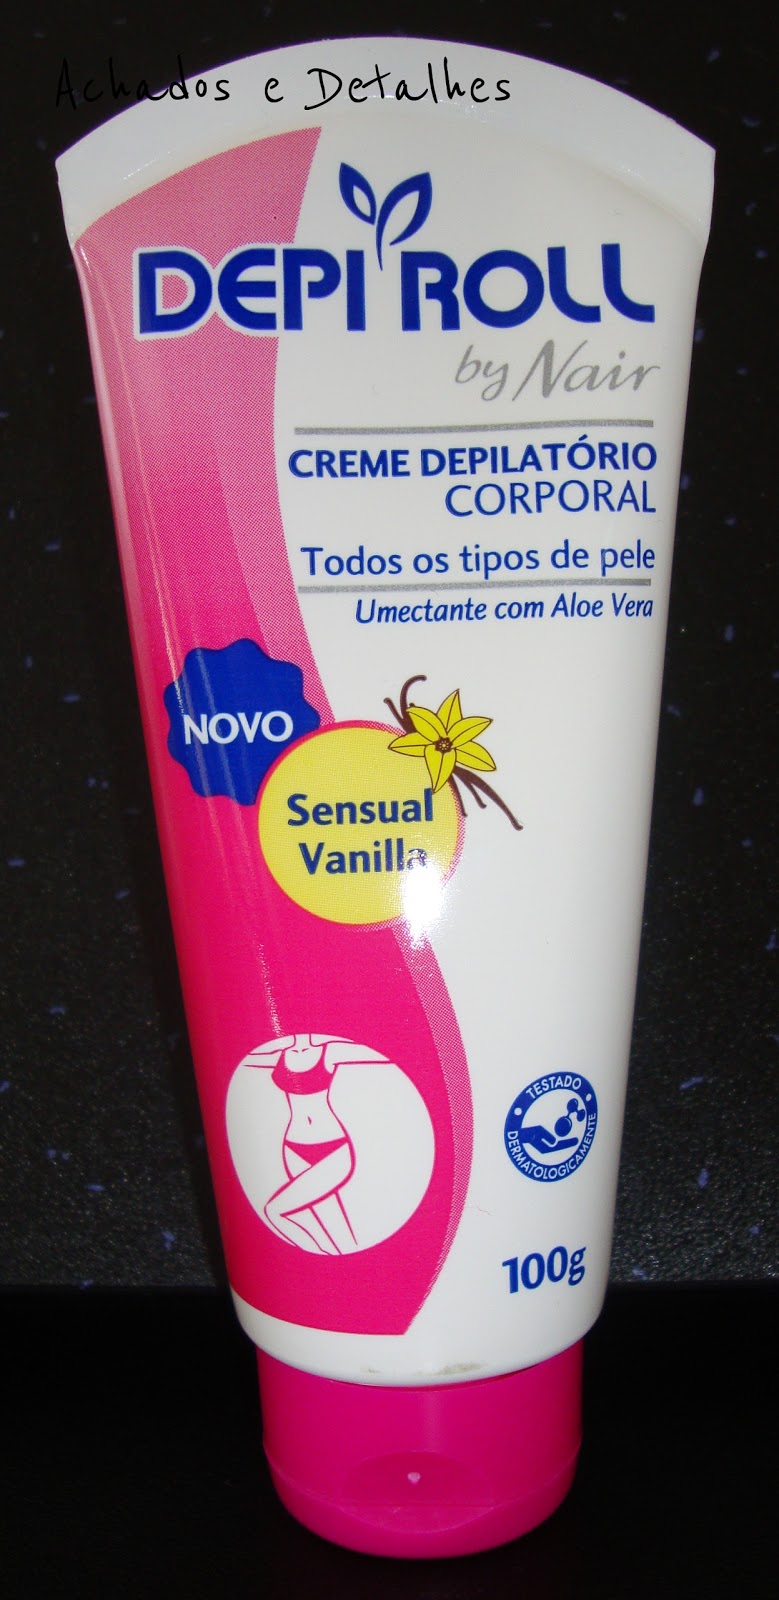 Achados e Detalhes
DEPI ROLL
by Nair
CREME DEPILATÓRIO
CORPORAL
Todos os tipos de pele
Umectante com Aloe Vera
NOVO
Sensual
Vanilla
TESTADO
DERMATOLOGICAMENTE
100g